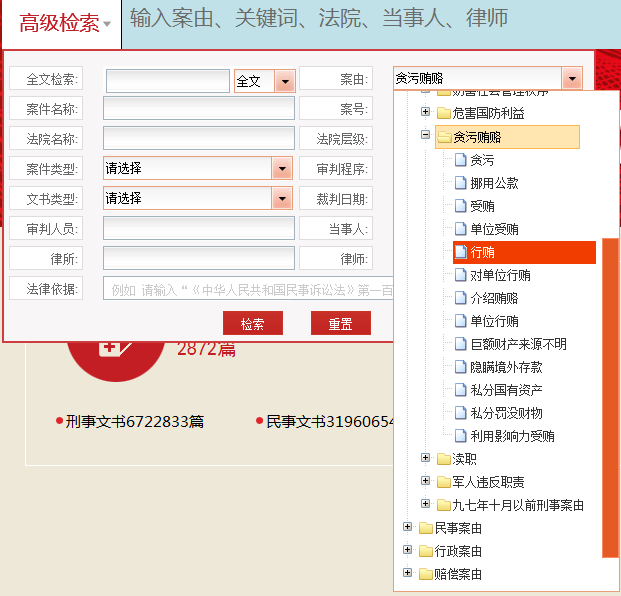 高级检索
输入案由、关键词、法院、当事人、律师
全文检索: 全文 案由: 贪污贿赂
案件名称: 案号:
法院名称: 法院层级:
案件类型: 请选择 审判程序:
文书类型: 请选择 裁判日期:
审判人员: 当事人:
律所: 律师:
法律依据: 例如 请输入“《中华人民共和国民事诉讼法》第一百
检索 重置
妨害社会管理秩序
危害国防利益
贪污贿赂
贪污
挪用公款
受贿
单位受贿
行贿
对单位行贿
介绍贿赂
单位行贿
巨额财产来源不明
隐瞒境外存款
私分国有资产
私分罚没财物
利用影响力受贿
渎职
军人违反职责
九七年十月以前刑事案由
民事案由
行政案由
赔偿案由
2872篇
刑事文书6722833篇 民事文书31960654